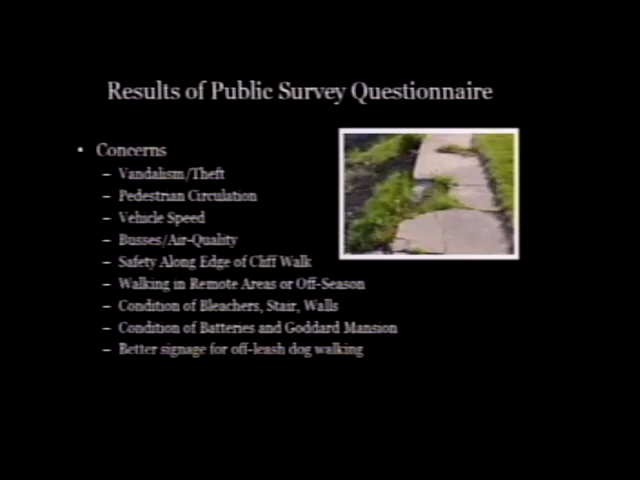 Results of Public Survey Questionnaire
• Concerns
– Vandalism/Theft
– Pedestrian Circulation
– Vehicle Speed
– Busses/Air-Quality
– Safety Along Edge of Cliff Walk
– Walking in Remote Areas or Off-Season
– Condition of Bleachers, Stair, Walls
– Condition of Batteries and Goddard Mansion
– Better signage for off-leash dog walking